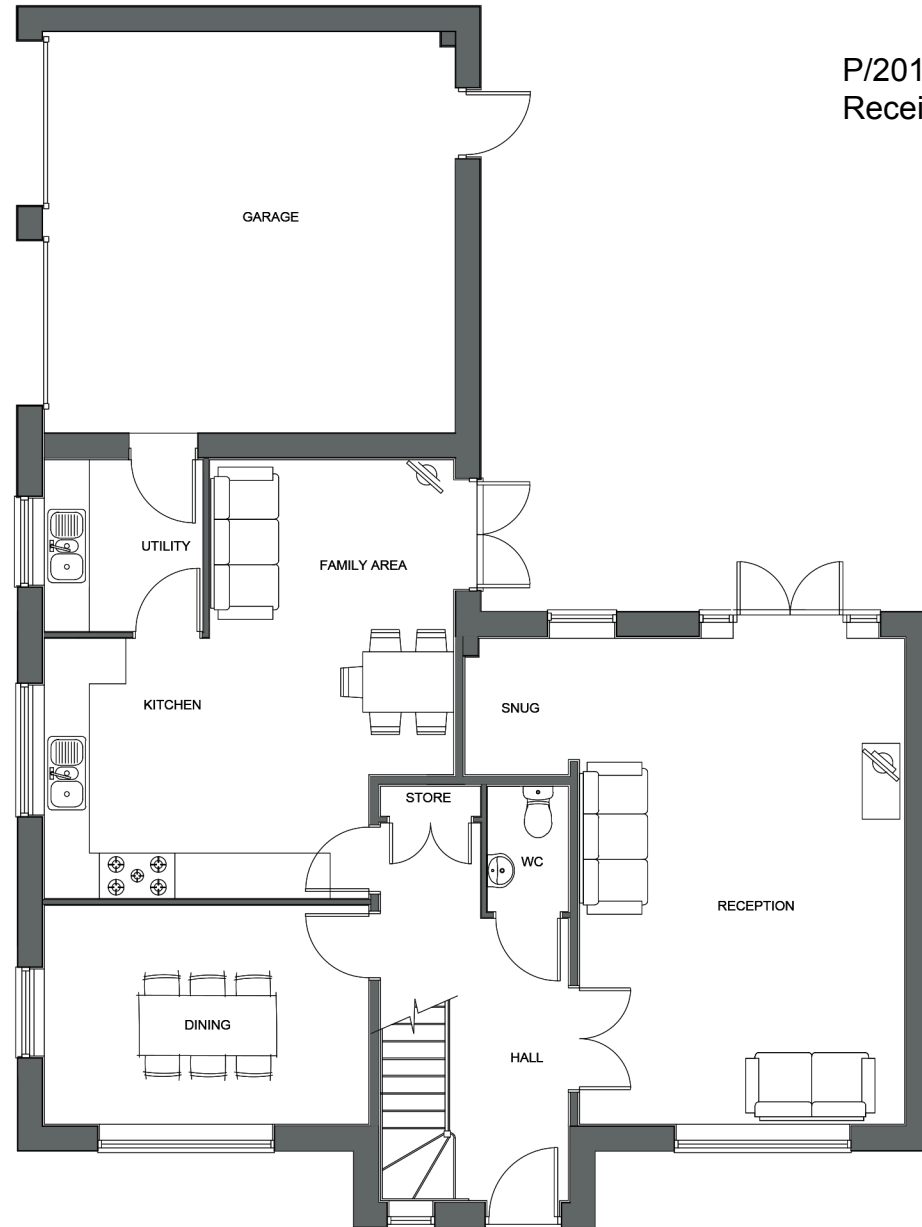 P/201
Recei
GARAGE
UTILITY
FAMILY AREA
KITCHEN
SNUG
STORE
WC
RECEPTION
DINING
HALL